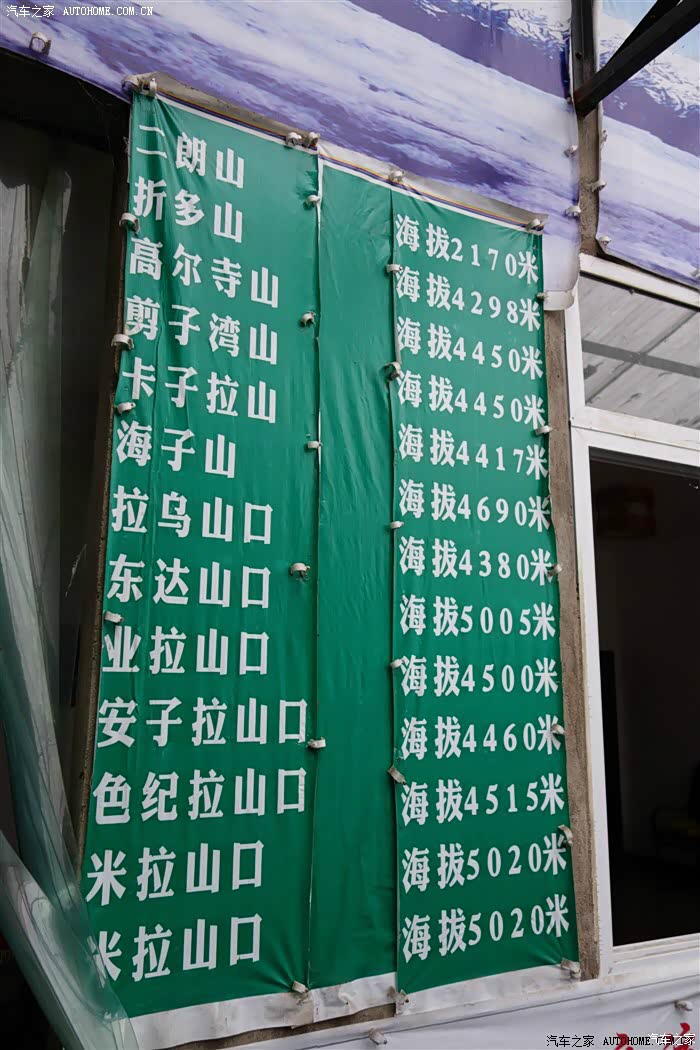 汽车之家 AUTOHOME.COM.CN
二朗山 海拔2170米
折多山 海拔4298米
高尔寺山 海拔4450米
剪子湾山 海拔4450米
卡子拉山 海拔4417米
海子山 海拔4690米
拉乌山口 海拔4380米
东达山口 海拔5005米
业拉山口 海拔4500米
安子拉山口 海拔4460米
色纪拉山口 海拔4515米
米拉山口 海拔5020米
米拉山口 海拔5020米
汽车之家 AUTOHOME.COM.CN
汽车之家